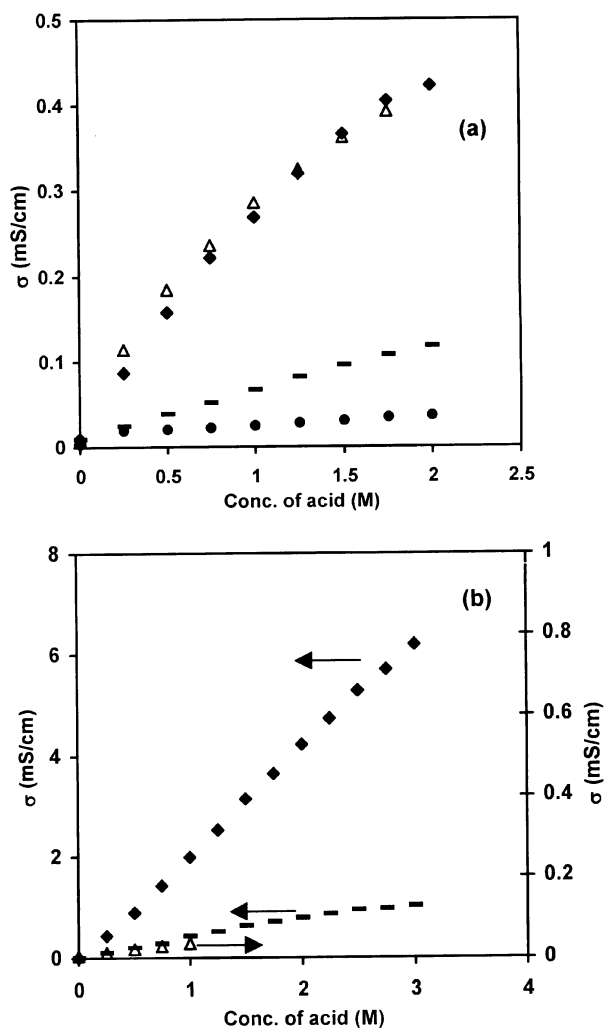 0.5
0.4
(a)
0.3
σ (mS/cm)
0.2
0.1
0
0 0.5 1 1.5 2 2.5
Conc. of acid (M)
8 1
(b)
6 0.8
0.6
σ (mS/cm) 4 σ (mS/cm)
0.4
2 0.2
0 0
0 1 2 3 4
Conc. of acid (M)